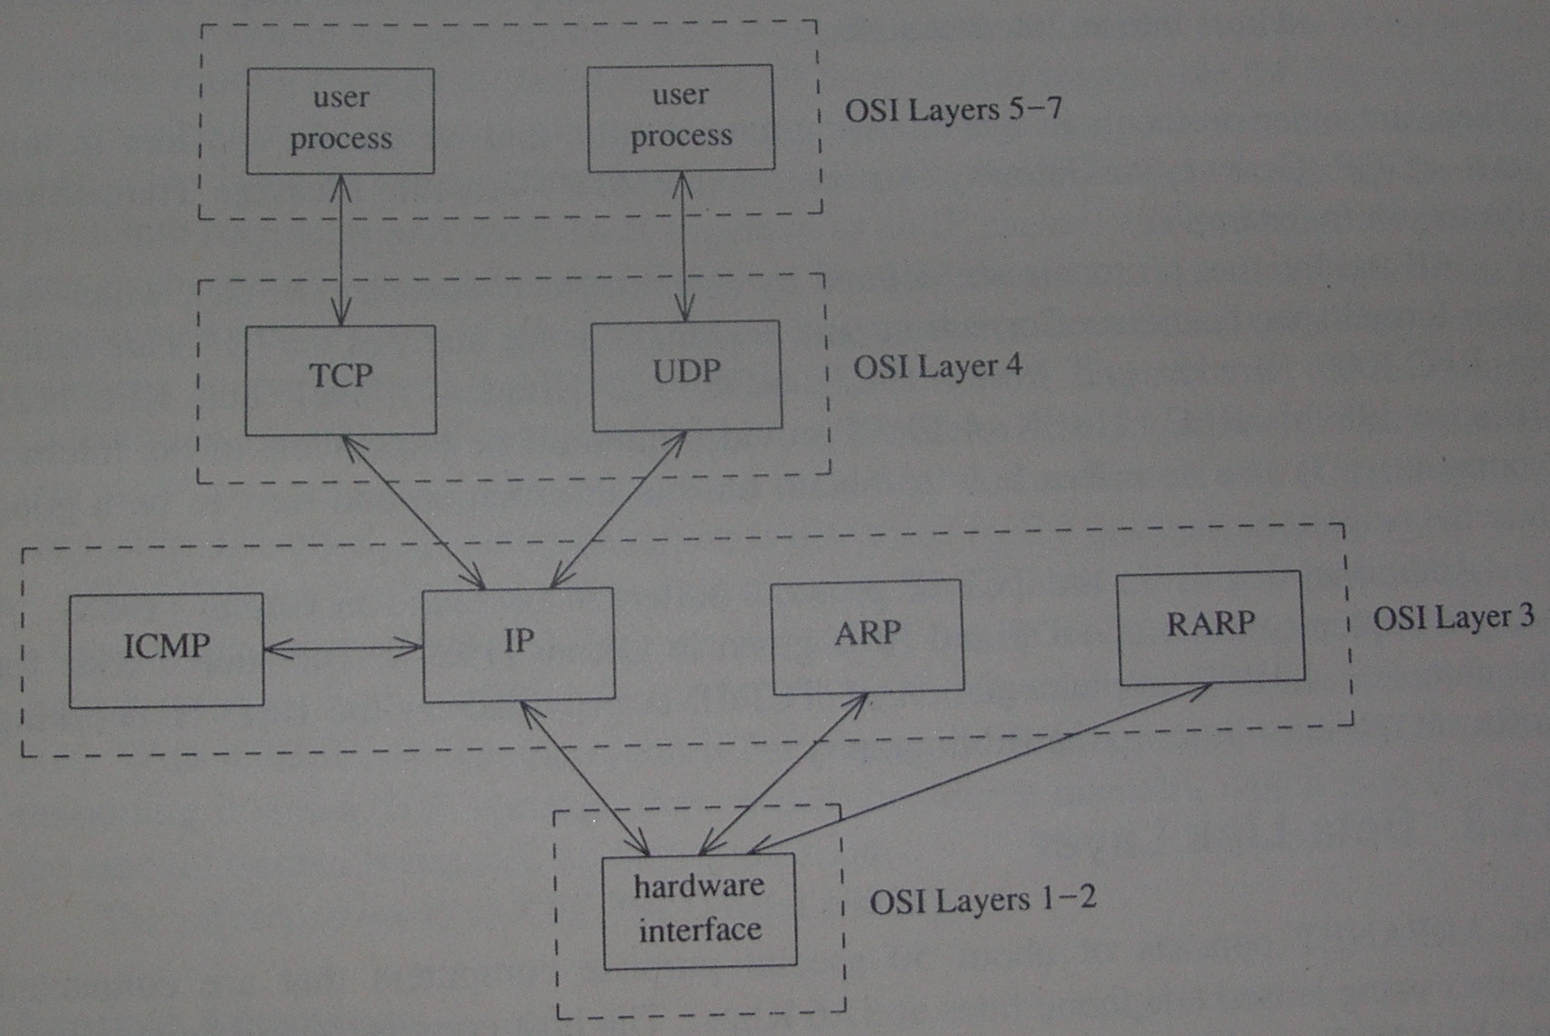 user
process
user
process
OSI Layers 5–7
TCP
UDP
OSI Layer 4
ICMP
IP
ARP
RARP
OSI Layer 3
hardware
interface
OSI Layers 1–2